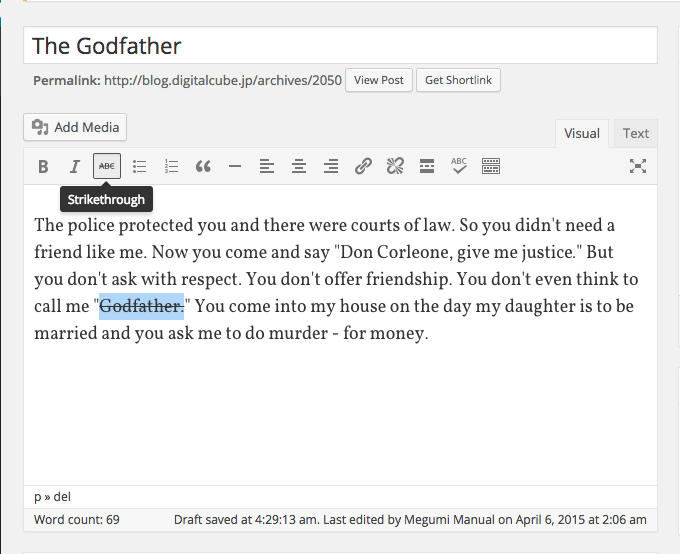 The Godfather
Permalink: http://blog.digitalcube.jp/archives/2050 View Post Get Shortlink
Add Media
Visual Text
B I ABC ABC
Strikethrough
The police protected you and there were courts of law. So you didn't need a
friend like me. Now you come and say "Don Corleone, give me justice." But
you don't ask with respect. You don't offer friendship. You don't even think to
call me "Godfather." You come into my house on the day my daughter is to be
married and you ask me to do murder - for money.
p » del
Word count: 69 Draft saved at 4:29:13 am. Last edited by Megumi Manual on April 6, 2015 at 2:06 am